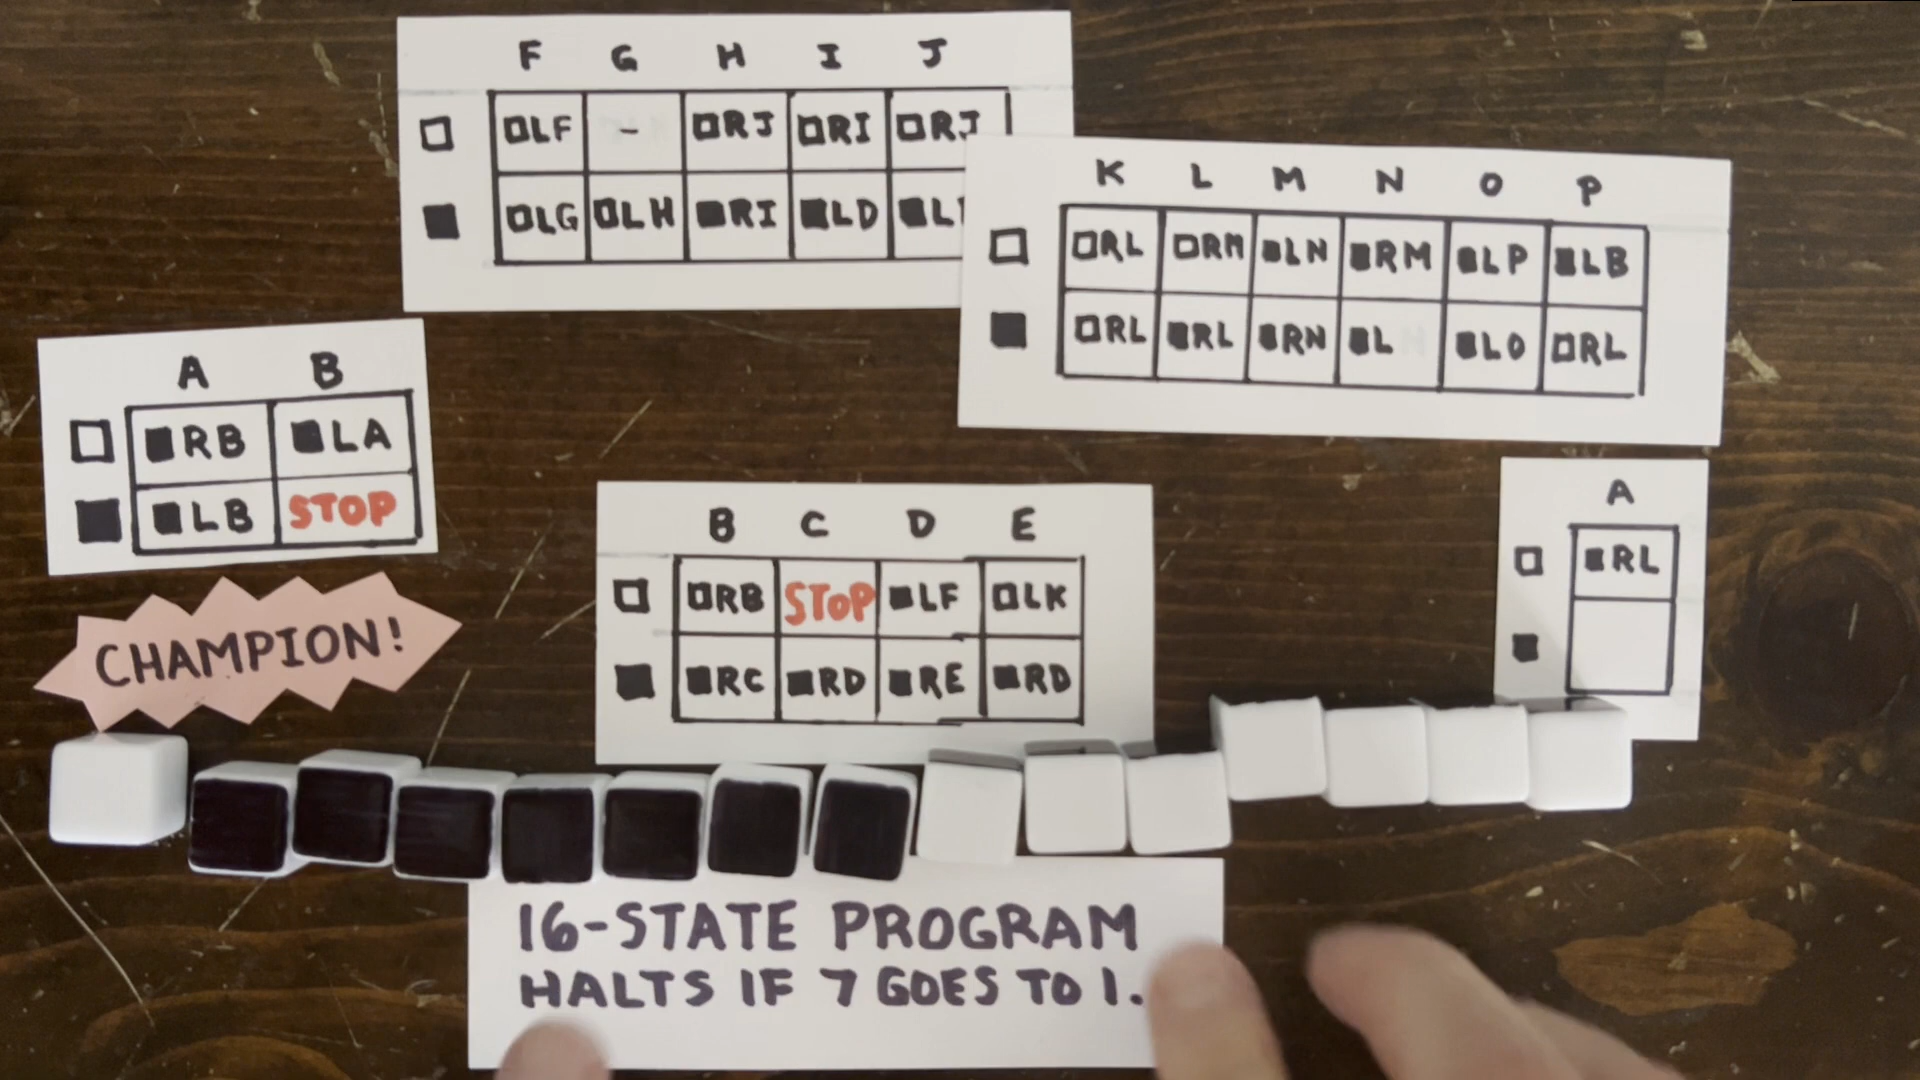 F G H I J
□LF - □RJ □RI □RJ
□LG □LH ■RI ■LD ■L
K L M N O P
□RL □RM ■LN ■RM ■LP ■LB
□RL ■RL ■RN ■L ■LO □RL
A B
■RB ■LA
■LB STOP
CHAMPION!
B C D E
□RB STOP ■LF □LK
■RC ■RD ■RE ■RD
A
■RL
16-STATE PROGRAM
HALTS IF 7 GOES TO 1.